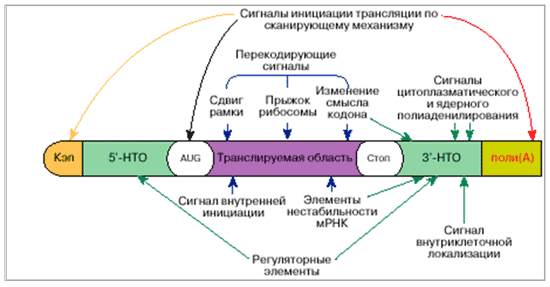 Сигналы инициации трансляции по
сканирующему механизму
Перекодирующие
сигналы
Сдвиг
рамки
Прыжок
рибосомы
Изменение
смысла
кодона
Сигналы
цитоплазматического
и ядерного
полиаденилирования
Кэп
5'-НТО
AUG
Транслируемая область
Стоп
3'-НТО
поли(А)
Сигнал внутренней
инициации
Элементы
нестабильности
мРНК
Сигнал
внутриклеточной
локализации
Регуляторные
элементы